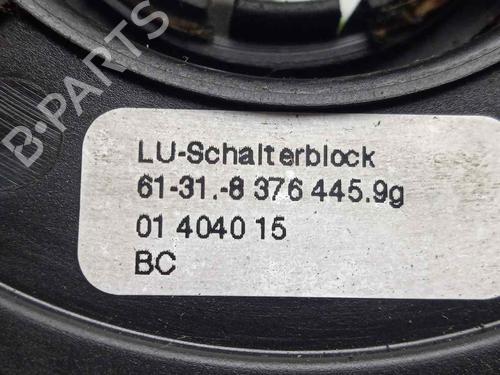 B-PARTS
LU-Schalterblock
61-31.-8 376 445.9g
01 4040 15
BC